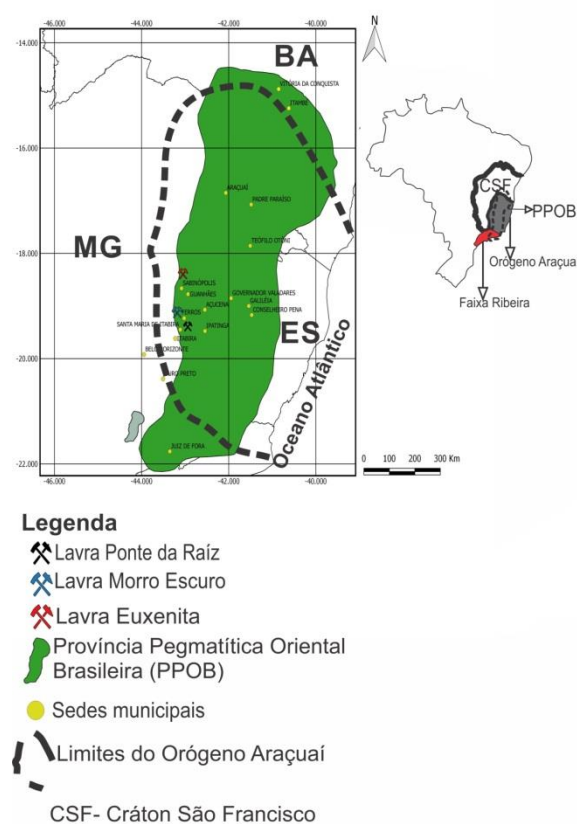 -46.000 -44.000 -42.000 -40.000
N
BA
VITÓRIA DA CONQUISTA
ITAMBÉ
-16.000
ARAÇUAÍ
PADRE PARAÍSO
CSF
PPOB
Orógeno Araçua
Faixa Ribeira
TEÓFILO OTONI
-18.000
MG
SABINÓPOLIS
GUANHÃES
GOVERNADOR VALADARES
AÇUCENA
GALILÉIA
CONSELHEIRO PENA
FERROS
ES
SANTA MARIA DE ITABIRA
IPATINGA
ITABIRA
BELO HORIZONTE
-20.000
OURO PRETO
Oceano Atlântico
JUIZ DE FORA
-22.000
-46.000 -44.000 -42.000 -40.000
0 100 200 300 Km
Legenda
Lavra Ponte da Raíz
Lavra Morro Escuro
Lavra Euxenita
Província Pegmatítica Oriental
Brasileira (PPOB)
Sedes municipais
Limites do Orógeno Araçuaí
CSF- Cráton São Francisco